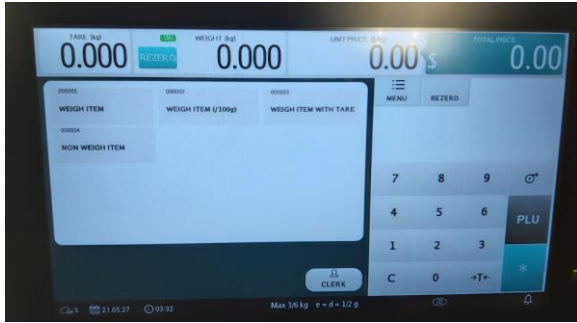 TARE (kg) WEIGHT (kg) UNIT PRICE TOTAL PRICE
0.000 REZERO 0.000 0.00 $ 0.00
000001 000002 000003
WEIGH ITEM WEIGH ITEM (/100g) WEIGH ITEM WITH TARE
000004
NON WEIGH ITEM
MENU REZERO
7 8 9
4 5 6 PLU
1 2 3
C 0 →T← *
CLERK
21.05.27 03:32 Max 3/6 kg e = d = 1/2 g